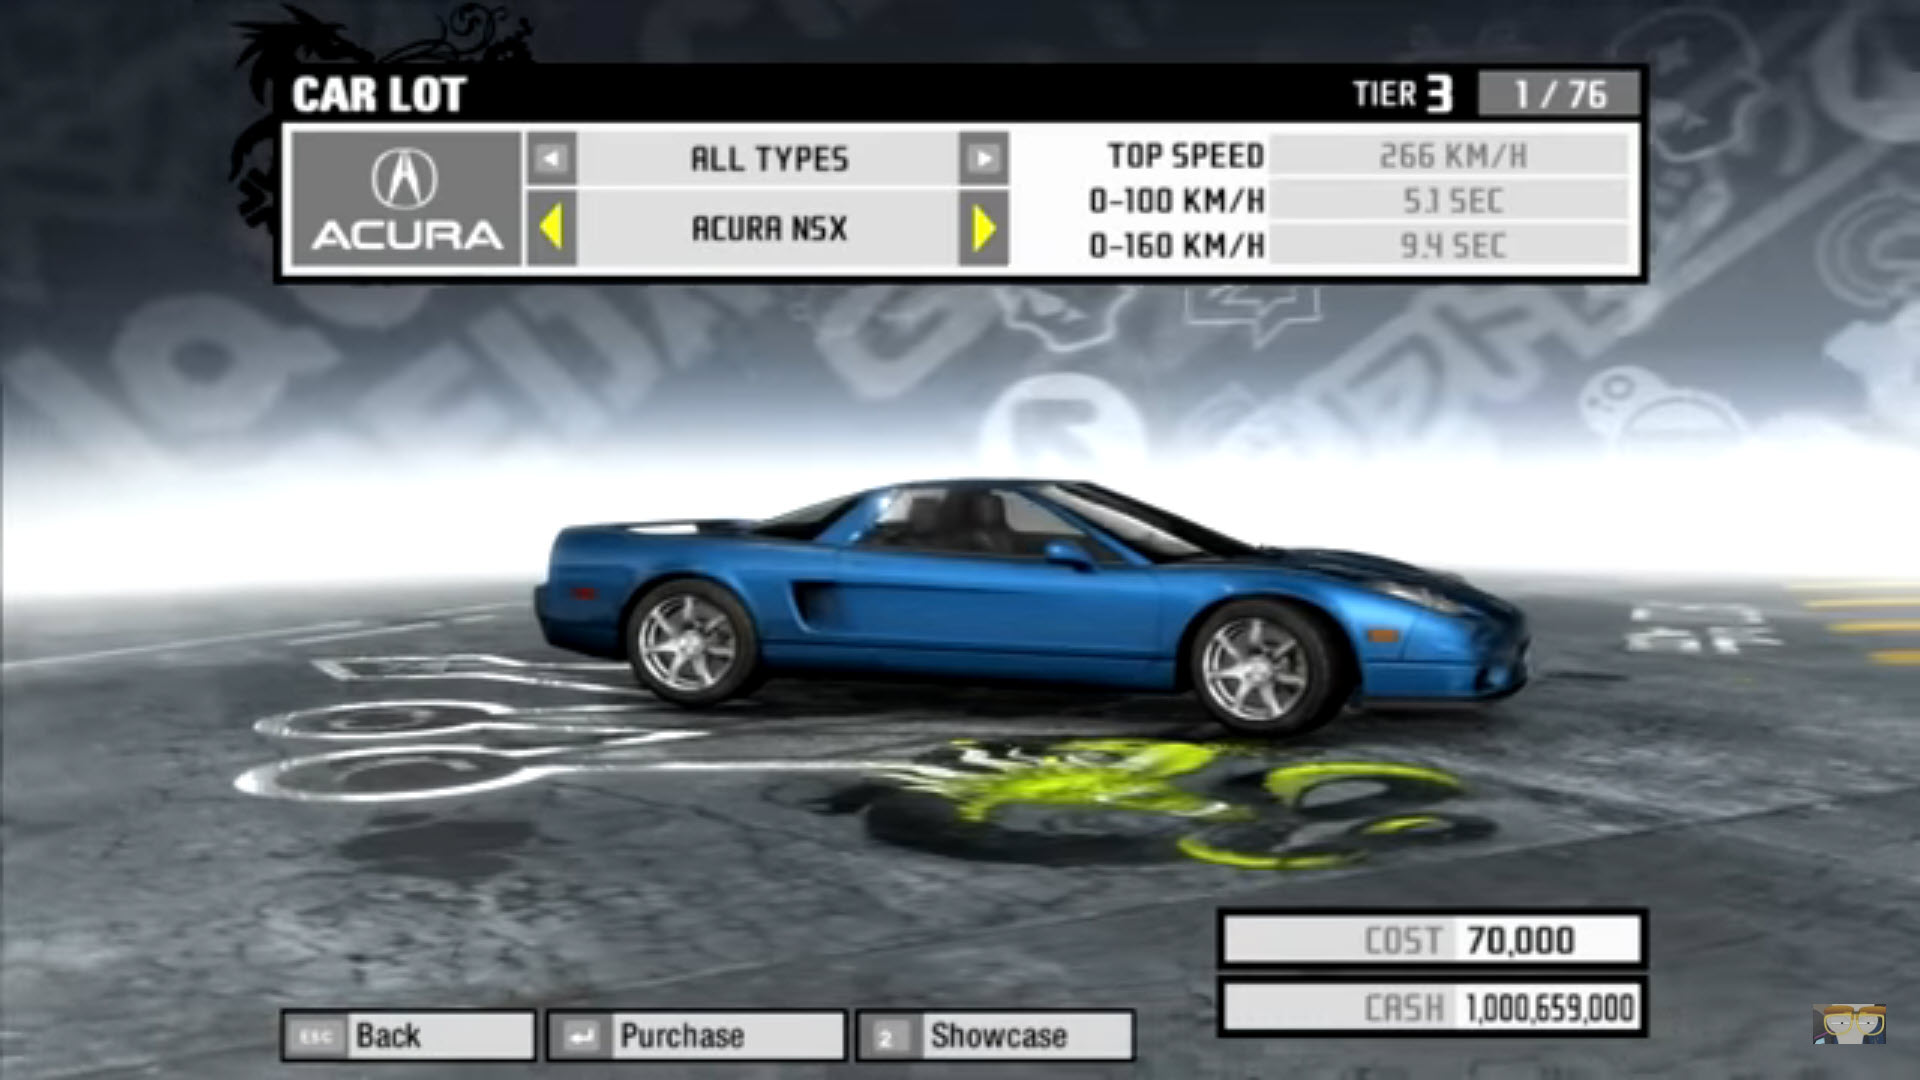 CAR LOT
TIER 3
1 / 76
ACURA
ALL TYPES
ACURA NSX
TOP SPEED 266 KM/H
0-100 KM/H 5.1 SEC
0-160 KM/H 9.4 SEC
COST 70,000
CASH 1,000,659,000
ESC Back
Purchase
2 Showcase